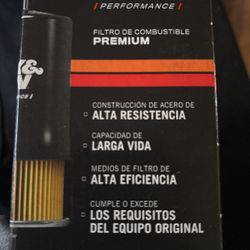 PERFORMANCE
FILTRO DE COMBUSTIBLE
PREMIUM
CONSTRUCCIÓN DE ACERO DE
ALTA RESISTENCIA
CAPACIDAD DE
LARGA VIDA
MEDIOS DE FILTRO DE
ALTA EFICIENCIA
CUMPLE O EXCEDE
LOS REQUISITOS
DEL EQUIPO ORIGINAL